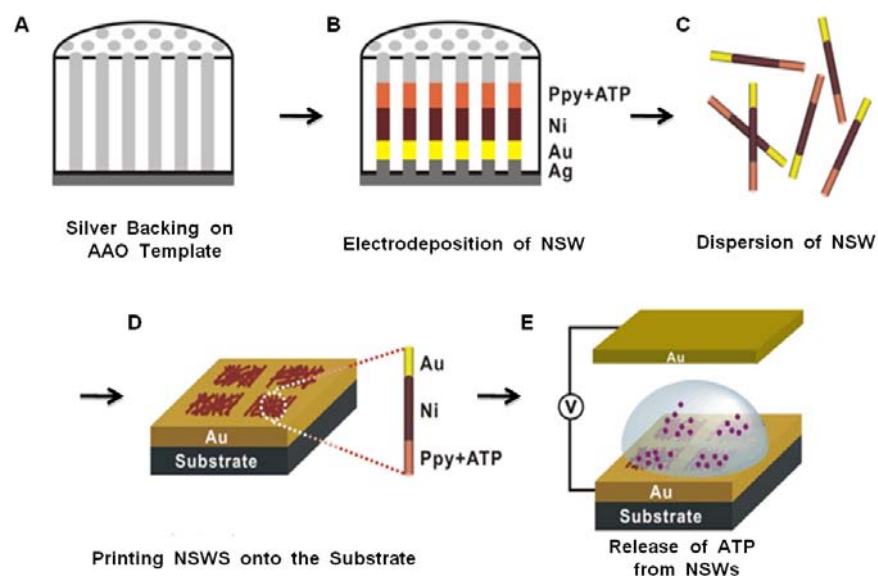 A
Silver Backing on
AAO Template
B
Ppy+ATP
Ni
Au
Ag
Electrodeposition of NSW
C
Dispersion of NSW
D
Au
Substrate
Au
Ni
Ppy+ATP
Printing NSWS onto the Substrate
E
Au
V
Au
Substrate
Release of ATP
from NSWs